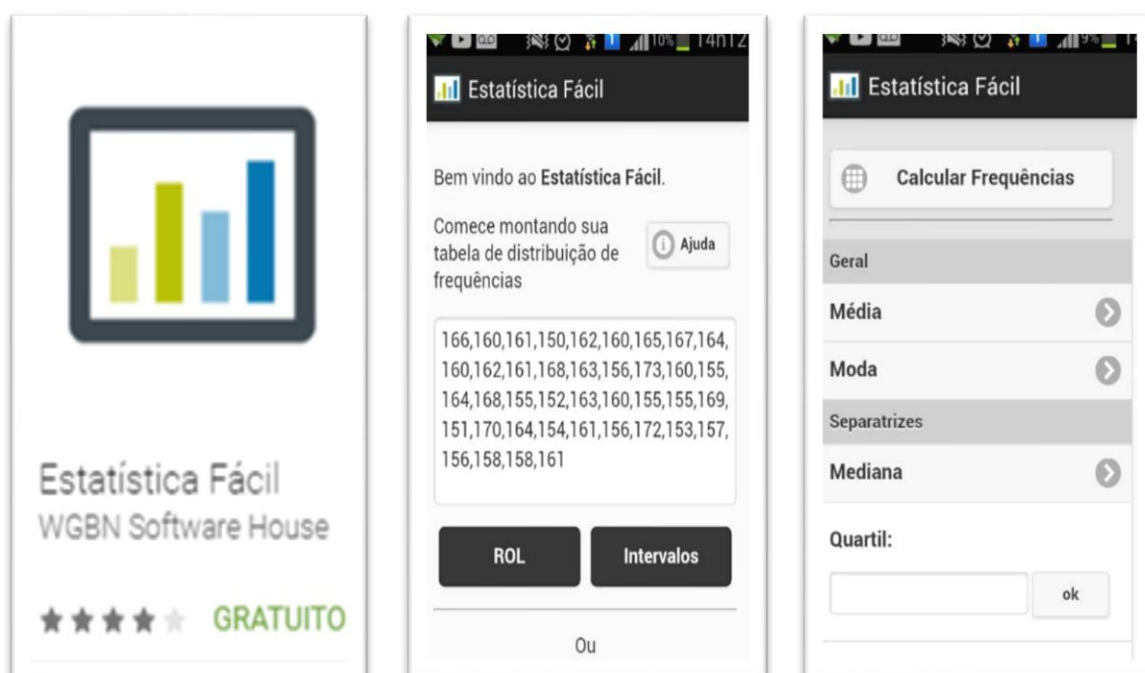 Estatística Fácil
WGBN Software House
GRATUITO
10% 14h12
Estatística Fácil
Bem vindo ao Estatística Fácil.
Comece montando sua
tabela de distribuição de
frequências
Ajuda
166,160,161,150,162,160,165,167,164,
160,162,161,168,163,156,173,160,155,
164,168,155,152,163,160,155,155,169,
151,170,164,154,161,156,172,153,157,
156,158,158,161
ROL
Intervalos
Ou
9%
Estatística Fácil
Calcular Frequências
Geral
Média
Moda
Separatrizes
Mediana
Quartil:
ok